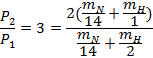 P₂/P₁ = 3 = 2(m_N/14 + m_H/1) / (m_N/14 + m_H/2)